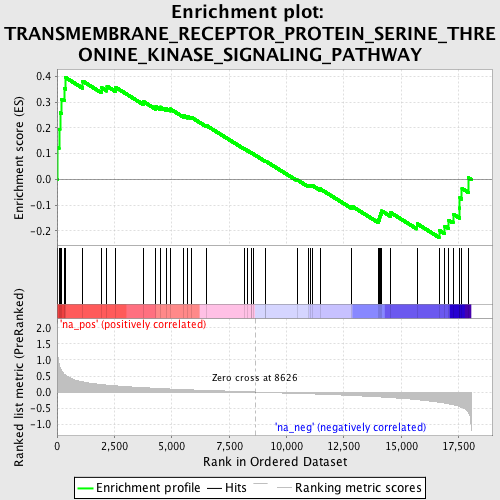 Enrichment plot:
TRANSMEMBRANE_RECEPTOR_PROTEIN_SERINE_THRE
ONINE_KINASE_SIGNALING_PATHWAY
Enrichment score (ES)
0.4
0.3
0.2
0.1
0.0
-0.1
-0.2
'na_pos' (positively correlated)
Ranked list metric (PreRanked)
2.0
1.5
1.0
0.5
0.0
-0.5
-1.0
Zero cross at 8626
'na_neg' (negatively correlated)
0
2,500
5,000
7,500
10,000
12,500
15,000
17,500
Rank in Ordered Dataset
Enrichment profile
Hits
Ranking metric scores